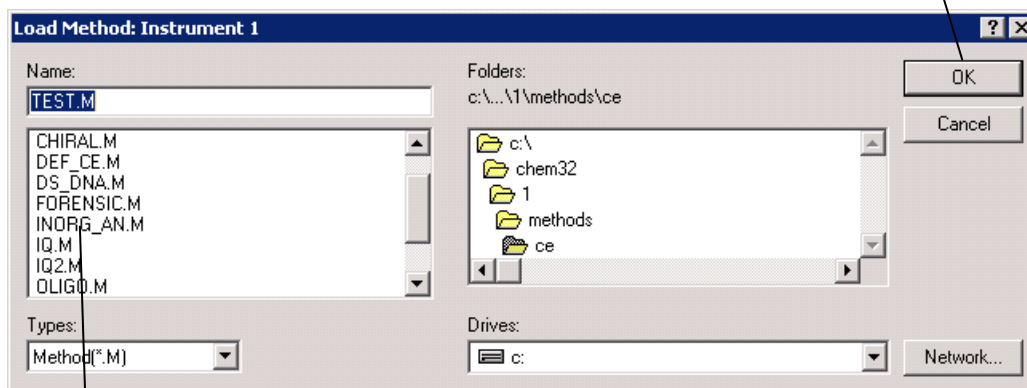 Load Method: Instrument 1
Name:
TEST.M
CHIRAL.M
DEF_CE.M
DS_DNA.M
FORENSIC.M
INORG_AN.M
IQ.M
IQ2.M
OLIGO.M
Types:
Method(*.M)
Folders:
c:\...\1\methods\ce
c:\
chem32
1
methods
ce
Drives:
c:
OK
Cancel
Network...